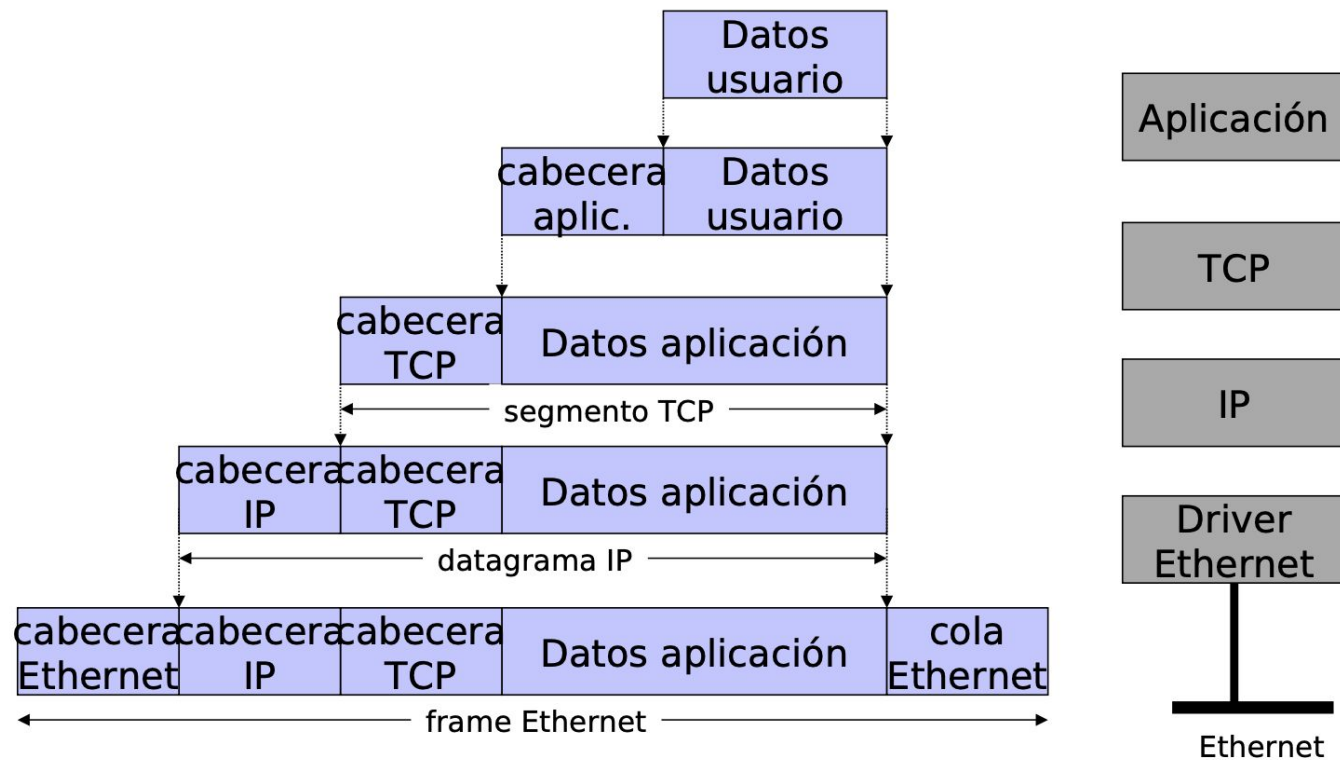 Datos
usuario
Aplicación
cabecera
aplic.
Datos
usuario
TCP
cabecera
TCP
Datos aplicación
segmento TCP
IP
cabecera
IP
cabecera
TCP
Datos aplicación
datagrama IP
Driver
Ethernet
cabecera
Ethernet
cabecera
IP
cabecera
TCP
Datos aplicación
cola
Ethernet
frame Ethernet
Ethernet